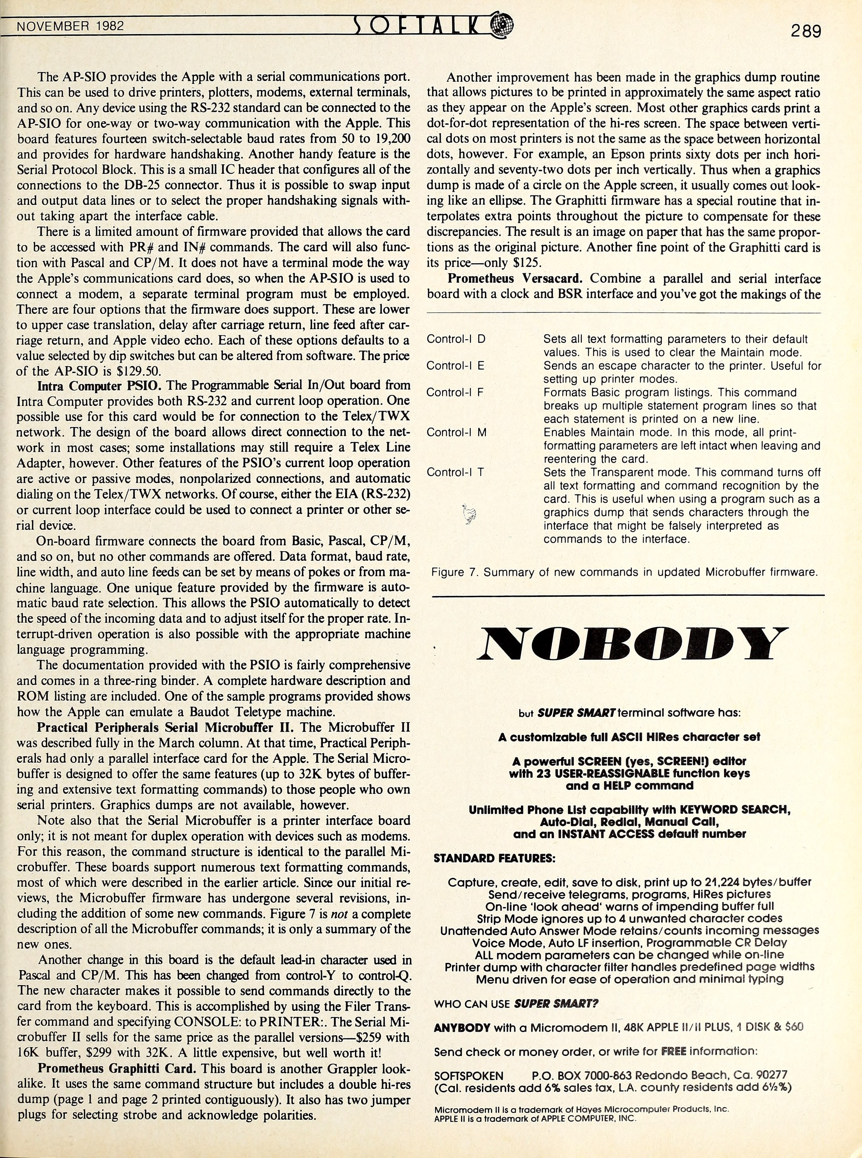 NOVEMBER 1982
SOFTALK
289
The AP-SIO provides the Apple with a serial communications port.
This can be used to drive printers, plotters, modems, external terminals,
and so on. Any device using the RS-232 standard can be connected to the
AP-SIO for one-way or two-way communication with the Apple. This
board features fourteen switch-selectable baud rates from 50 to 19,200
and provides for hardware handshaking. Another handy feature is the
Serial Protocol Block. This is a small IC header that configures all of the
connections to the DB-25 connector. Thus it is possible to swap input
and output data lines or to select the proper handshaking signals with-
out taking apart the interface cable.
There is a limited amount of firmware provided that allows the card
to be accessed with PR# and IN# commands. The card will also func-
tion with Pascal and CP/M. It does not have a terminal mode the way
the Apple's communications card does, so when the AP-SIO is used to
connect a modem, a separate terminal program must be employed.
There are four options that the firmware does support. These are lower
to upper case translation, delay after carriage return, line feed after car-
riage return, and Apple video echo. Each of these options defaults to a
value selected by dip switches but can be altered from software. The price
of the AP-SIO is $129.50.
Intra Computer PSIO. The Programmable Serial In/Out board from
Intra Computer provides both RS-232 and current loop operation. One
possible use for this card would be for connection to the Telex/TWX
network. The design of the board allows direct connection to the net-
work in most cases; some installations may still require a Telex Line
Adapter, however. Other features of the PSIO's current loop operation
are active or passive modes, nonpolarized connections, and automatic
dialing on the Telex/TWX networks. Of course, either the EIA (RS-232)
or current loop interface could be used to connect a printer or other se-
rial device.
On-board firmware connects the board from Basic, Pascal, CP/M,
and so on, but no other commands are offered. Data format, baud rate,
line width, and auto line feeds can be set by means of pokes or from ma-
chine language. One unique feature provided by the firmware is auto-
matic baud rate selection. This allows the PSIO automatically to detect
the speed of the incoming data and to adjust itself for the proper rate. In-
terrupt-driven operation is also possible with the appropriate machine
language programming.
The documentation provided with the PSIO is fairly comprehensive
and comes in a three-ring binder. A complete hardware description and
ROM listing are included. One of the sample programs provided shows
how the Apple can emulate a Baudot Teletype machine.
Practical Peripherals Serial Microbuffer II. The Microbuffer II
was described fully in the March column. At that time, Practical Periph-
erals had only a parallel interface card for the Apple. The Serial Micro-
buffer is designed to offer the same features (up to 32K bytes of buffer-
ing and extensive text formatting commands) to those people who own
serial printers. Graphics dumps are not available, however.
Note also that the Serial Microbuffer is a printer interface board
only; it is not meant for duplex operation with devices such as modems.
For this reason, the command structure is identical to the parallel Mi-
crobuffer. These boards support numerous text formatting commands,
most of which were described in the earlier article. Since our initial re-
views, the Microbuffer firmware has undergone several revisions, in-
cluding the addition of some new commands. Figure 7 is not a complete
description of all the Microbuffer commands; it is only a summary of the
new ones.
Another change in this board is the default lead-in character used in
Pascal and CP/M. This has been changed from control-Y to control-Q.
The new character makes it possible to send commands directly to the
card from the keyboard. This is accomplished by using the Filer Trans-
fer command and specifying CONSOLE: to PRINTER:. The Serial Mi-
crobuffer II sells for the same price as the parallel versions—$259 with
16K buffer, $299 with 32K. A little expensive, but well worth it!
Prometheus Graphitti Card. This board is another Grappler look-
alike. It uses the same command structure but includes a double hi-res
dump (page 1 and page 2 printed contiguously). It also has two jumper
plugs for selecting strobe and acknowledge polarities.
Another improvement has been made in the graphics dump routine
that allows pictures to be printed in approximately the same aspect ratio
as they appear on the Apple's screen. Most other graphics cards print a
dot-for-dot representation of the hi-res screen. The space between verti-
cal dots on most printers is not the same as the space between horizontal
dots, however. For example, an Epson prints sixty dots per inch hori-
zontally and seventy-two dots per inch vertically. Thus when a graphics
dump is made of a circle on the Apple screen, it usually comes out look-
ing like an ellipse. The Graphitti firmware has a special routine that in-
terpolates extra points throughout the picture to compensate for these
discrepancies. The result is an image on paper that has the same propor-
tions as the original picture. Another fine point of the Graphitti card is
its price—only $125.
Prometheus Versacard. Combine a parallel and serial interface
board with a clock and BSR interface and you've got the makings of the
Control-I D Sets all text formatting parameters to their default
values. This is used to clear the Maintain mode.
Control-I E Sends an escape character to the printer. Useful for
setting up printer modes.
Control-I F Formats Basic program listings. This command
breaks up multiple statement program lines so that
each statement is printed on a new line.
Control-I M Enables Maintain mode. In this mode, all print-
formatting parameters are left intact when leaving and
reentering the card.
Control-I T Sets the Transparent mode. This command turns off
all text formatting and command recognition by the
card. This is useful when using a program such as a
graphics dump that sends characters through the
interface that might be falsely interpreted as
commands to the interface.
Figure 7. Summary of new commands in updated Microbuffer firmware.
NOBODY
but SUPER SMART terminal software has:
A customizable full ASCII HiRes character set
A powerful SCREEN (yes, SCREEN!) editor
with 23 USER-REASSIGNABLE function keys
and a HELP command
Unlimited Phone List capability with KEYWORD SEARCH,
Auto-Dial, Redial, Manual Call,
and an INSTANT ACCESS default number
STANDARD FEATURES:
Capture, create, edit, save to disk, print up to 21,224 bytes/buffer
Send/receive telegrams, programs, HiRes pictures
On-line 'look ahead' warns of impending buffer full
Strip Mode ignores up to 4 unwanted character codes
Unattended Auto Answer Mode retains/counts incoming messages
Voice Mode, Auto LF insertion, Programmable CR Delay
ALL modem parameters can be changed while on-line
Printer dump with character filter handles predefined page widths
Menu driven for ease of operation and minimal typing
WHO CAN USE SUPER SMART?
ANYBODY with a Micromodem II, 48K APPLE II/II PLUS, 1 DISK & $60
Send check or money order, or write for FREE information:
SOFTSPOKEN P.O. BOX 7000-863 Redondo Beach, Ca. 90277
(Cal. residents add 6% sales tax, L.A. county residents add 6½%)
Micromodem II is a trademark of Hayes Microcomputer Products, Inc.
APPLE II is a trademark of APPLE COMPUTER, INC.